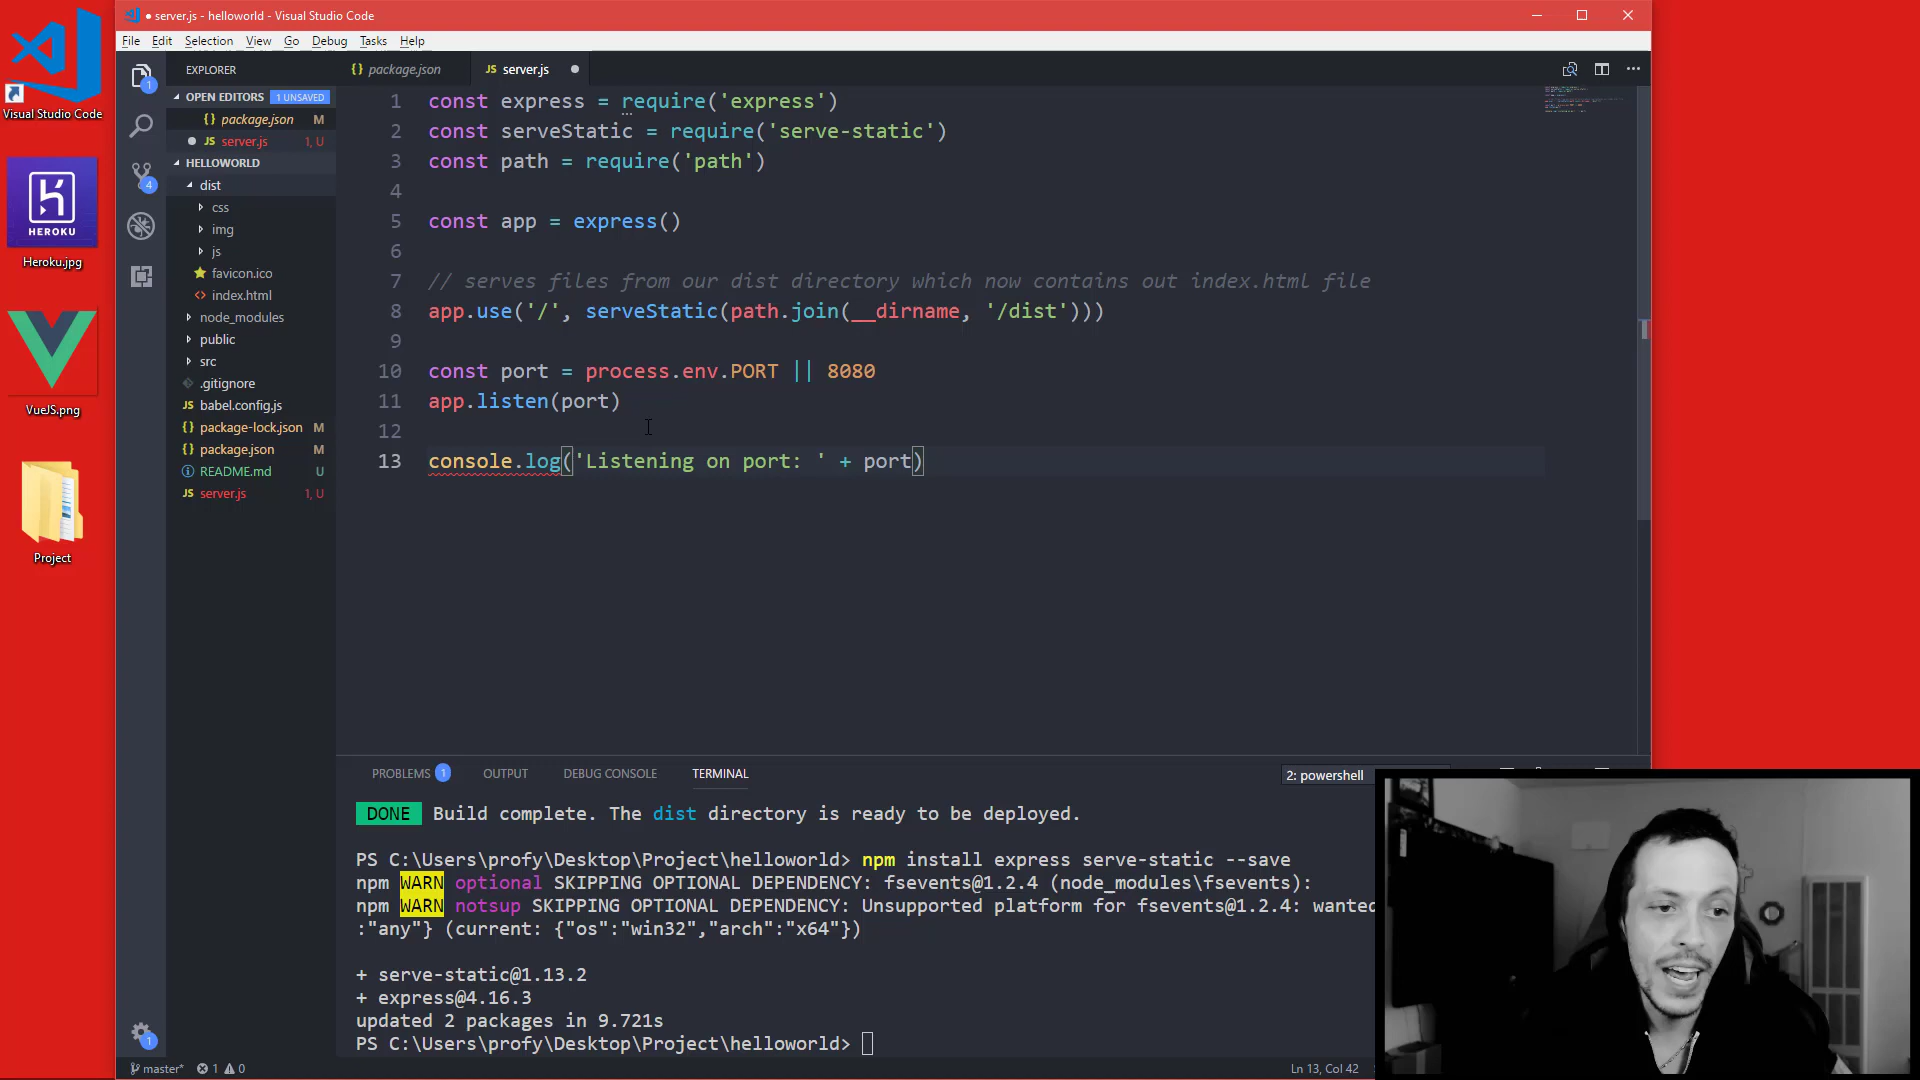 server.js - helloworld - Visual Studio Code
File Edit Selection View Go Debug Tasks Help
Visual Studio Code
HEROKU
Heroku.jpg
VueJS.png
Project
EXPLORER
OPEN EDITORS 1 UNSAVED
{} package.json M
JS server.js 1, U
HELLOWORLD
dist
css
img
js
favicon.ico
<> index.html
node_modules
public
src
.gitignore
JS babel.config.js
{} package-lock.json M
{} package.json M
README.md
JS server.js 1, U
1
4
1
{} package.json
JS server.js
1 const express = require('express')
2 const serveStatic = require('serve-static')
3 const path = require('path')
4
5 const app = express()
6
7 // serves files from our dist directory which now contains out index.html file
8 app.use('/', serveStatic(path.join(__dirname, '/dist')))
9
10 const port = process.env.PORT || 8080
11 app.listen(port)
12
13 console.log('Listening on port: ' + port)
PROBLEMS 1 OUTPUT DEBUG CONSOLE TERMINAL
2: powershell
DONE Build complete. The dist directory is ready to be deployed.
PS C:\Users\profy\Desktop\Project\helloworld> npm install express serve-static --save
npm WARN optional SKIPPING OPTIONAL DEPENDENCY: fsevents@1.2.4 (node_modules\fsevents):
npm WARN notsup SKIPPING OPTIONAL DEPENDENCY: Unsupported platform for fsevents@1.2.4: wanted
:"any"} (current: {"os":"win32","arch":"x64"})
+ serve-static@1.13.2
+ express@4.16.3
updated 2 packages in 9.721s
PS C:\Users\profy\Desktop\Project\helloworld>
master* 1 0
Ln 13, Col 42